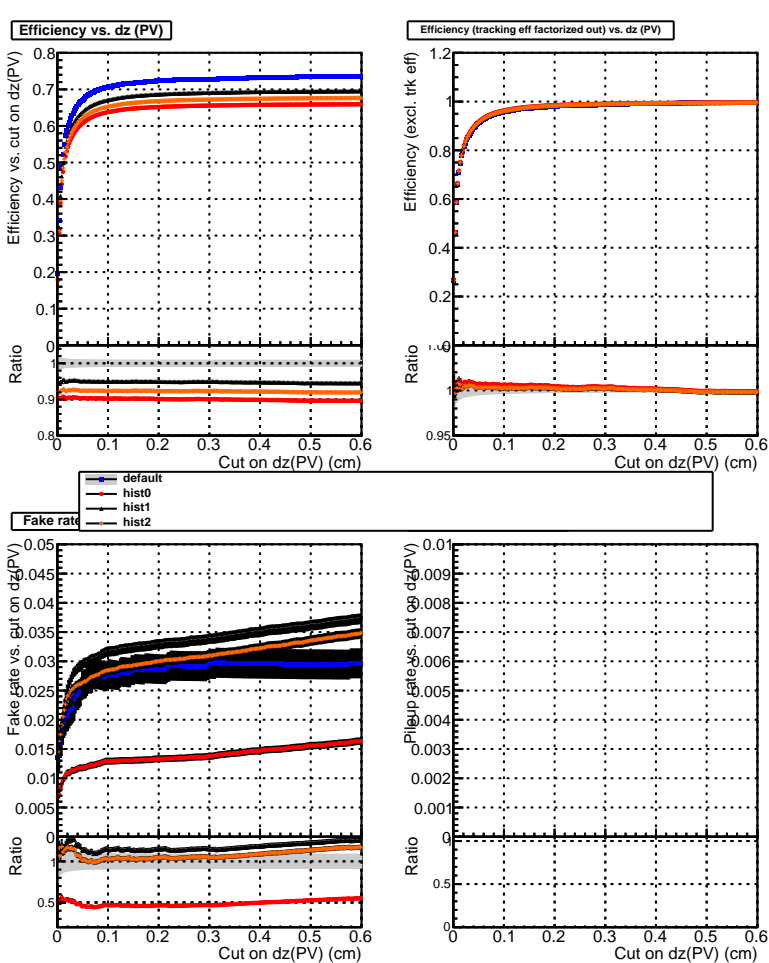 Efficiency vs. dz (PV)
Efficiency vs. cut on dz(PV)
0.8
0.7
0.6
0.5
0.4
0.3
0.2
0.1
0
Ratio
1
0.9
0.8
0 0.1 0.2 0.3 0.4 0.5 0.6
Cut on dz(PV) (cm)
Efficiency (tracking eff factorized out) vs. dz (PV)
Efficiency (excl. trk eff)
1.2
1
0.8
0.6
0.4
0.2
0
Ratio
1
0.95
0 0.1 0.2 0.3 0.4 0.5 0.6
Cut on dz(PV) (cm)
default
hist0
hist1
hist2
Fake rate
Fake rate vs. cut on dz(PV)
0.05
0.045
0.04
0.035
0.03
0.025
0.02
0.015
0.01
0.005
0
Ratio
1
0.5
0 0.1 0.2 0.3 0.4 0.5 0.6
Cut on dz(PV) (cm)
Pileup rate vs. cut on dz(PV)
0.01
0.009
0.008
0.007
0.006
0.005
0.004
0.003
0.002
0.001
0
Ratio
0.5
0
0 0.1 0.2 0.3 0.4 0.5 0.6
Cut on dz(PV) (cm)